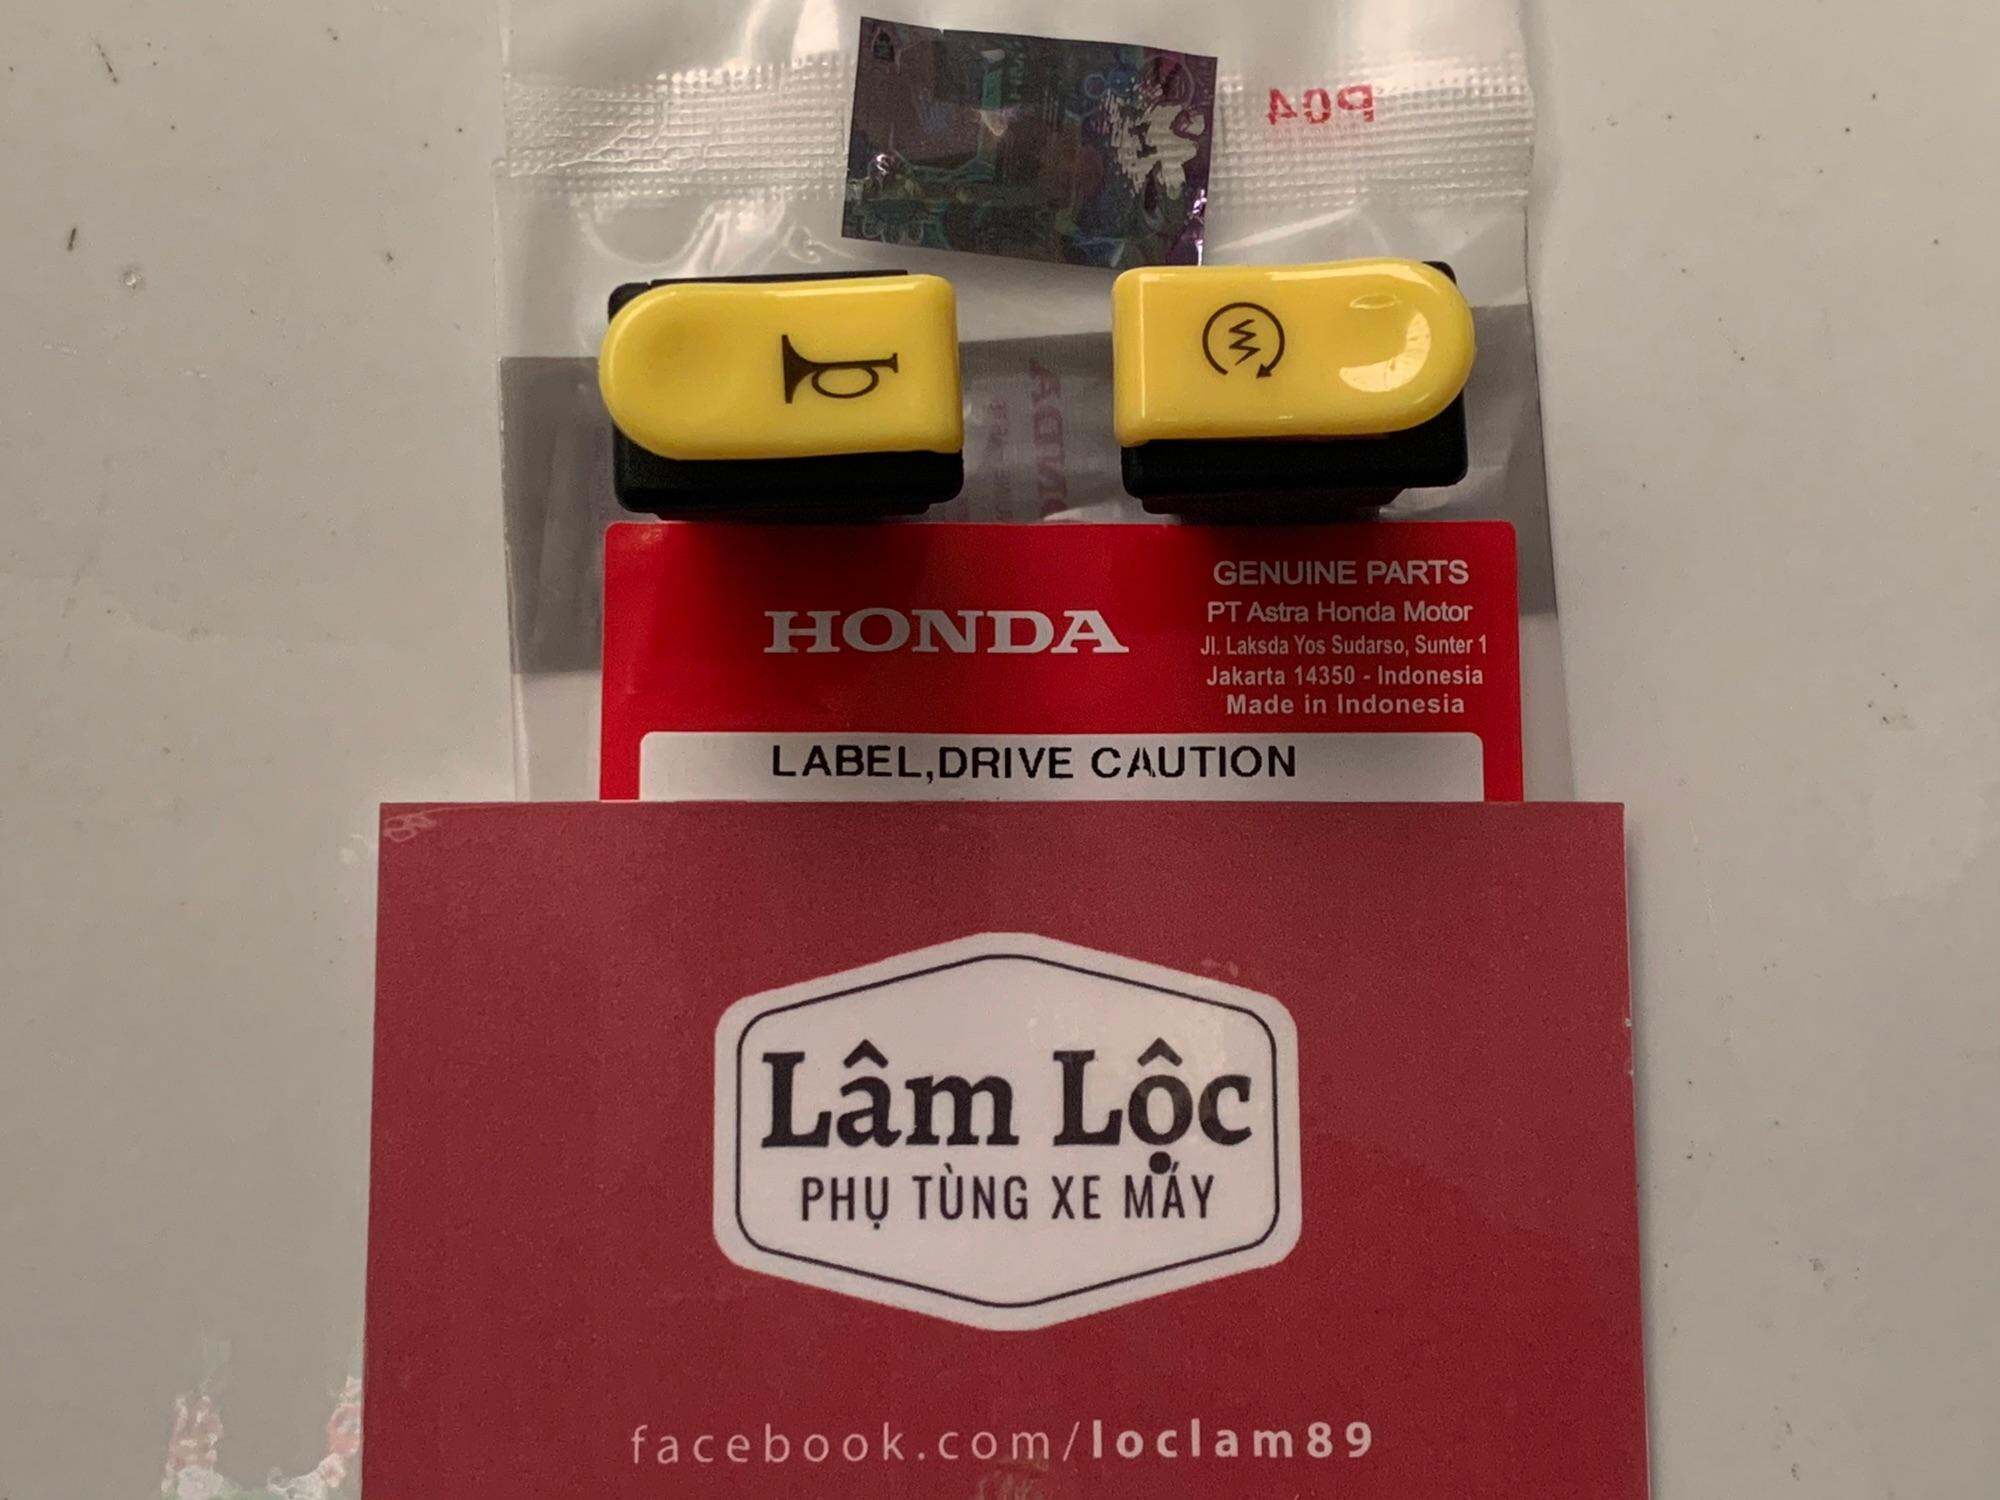 P04
HONDA
GENUINE PARTS
PT Astra Honda Motor
Jl. Laksda Yos Sudarso, Sunter 1
Jakarta 14350 - Indonesia
Made in Indonesia
LABEL,DRIVE CAUTION
Lâm Lộc
PHỤ TÙNG XE MÁY
facebook.com/loclam89